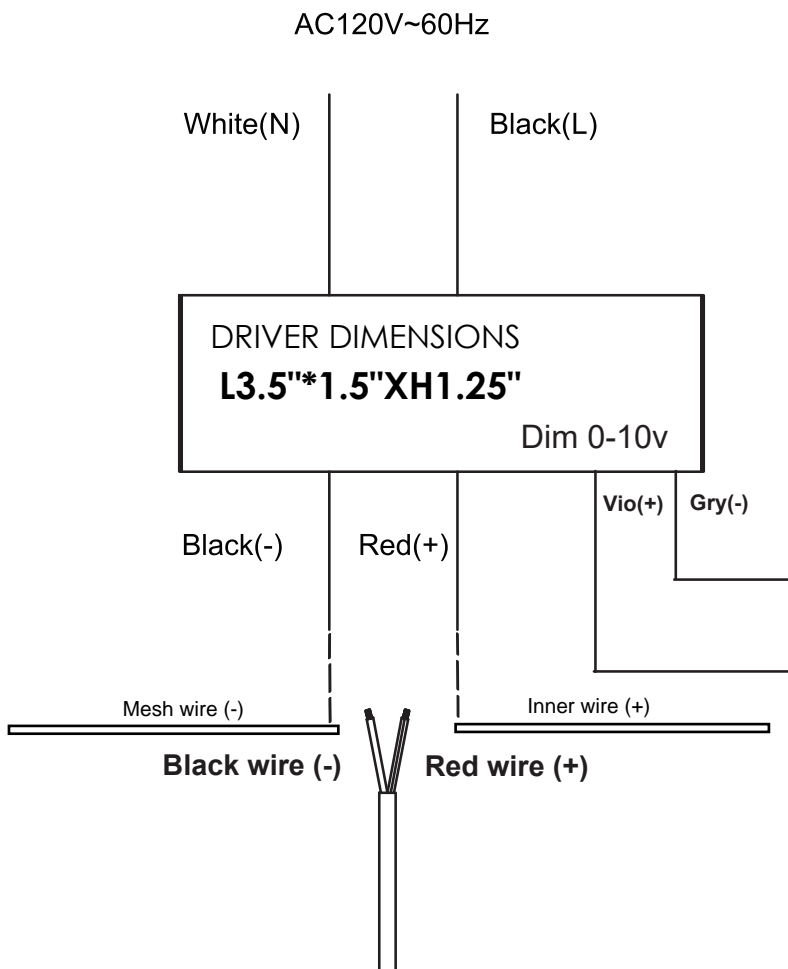 AC120V~60Hz
White(N)
Black(L)
DRIVER DIMENSIONS
L3.5"*1.5"XH1.25"
Dim 0-10v
Vio(+)
Gry(-)
Black(-)
Red(+)
Mesh wire (-)
Inner wire (+)
Black wire (-)
Red wire (+)